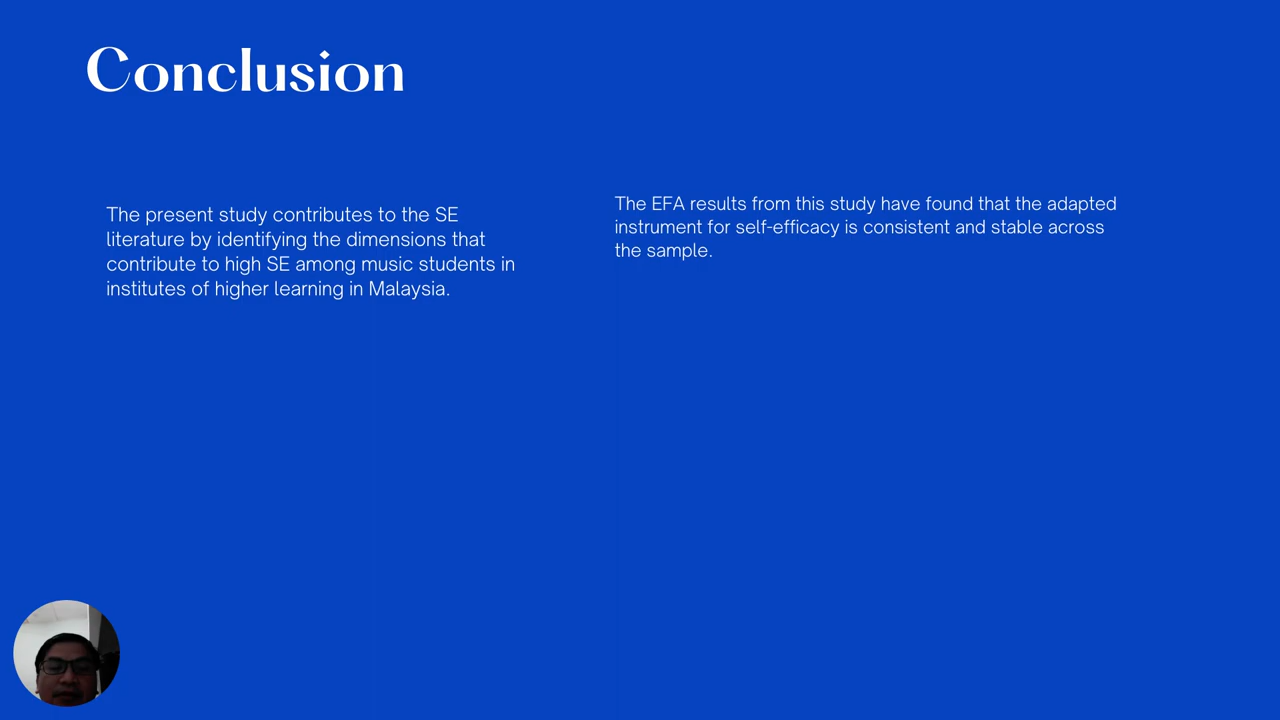 Conclusion
The present study contributes to the SE
literature by identifying the dimensions that
contribute to high SE among music students in
institutes of higher learning in Malaysia.
The EFA results from this study have found that the adapted
instrument for self-efficacy is consistent and stable across
the sample.